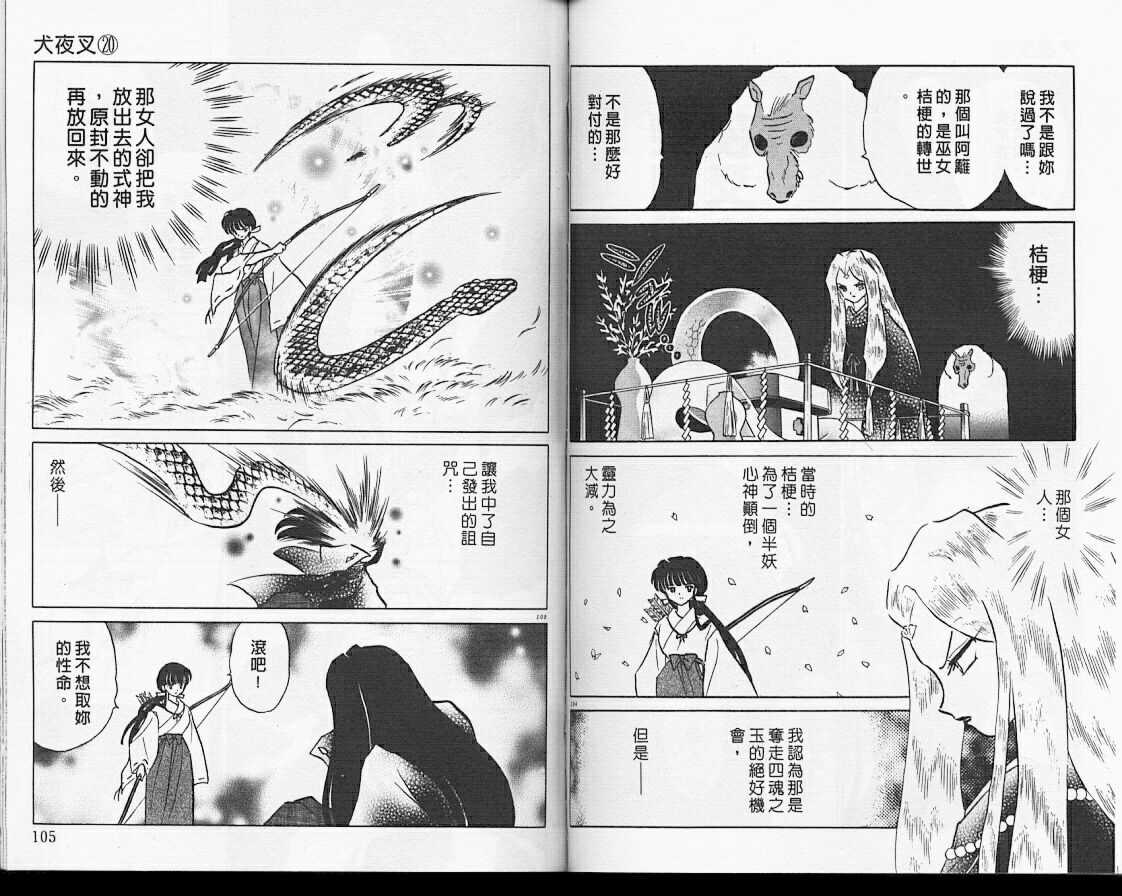 我不是跟妳
說過了嗎…
那個叫阿離
的，是巫女
桔梗的轉世
。
不是那麼好
對付的…
桔梗…
那個女
人…
當時的
桔梗…
為了一個半妖
心神顛倒，
靈力為之
大減。
我認為那是
奪走四魂之
玉的絕好機
會，
但是——
104
犬夜叉⑳
那女人卻把我
放出去的式神
，原封不動的
再放回來。
讓我中了自
己發出的詛
咒…
然後——
滾吧！
我不想取妳
的性命。
105